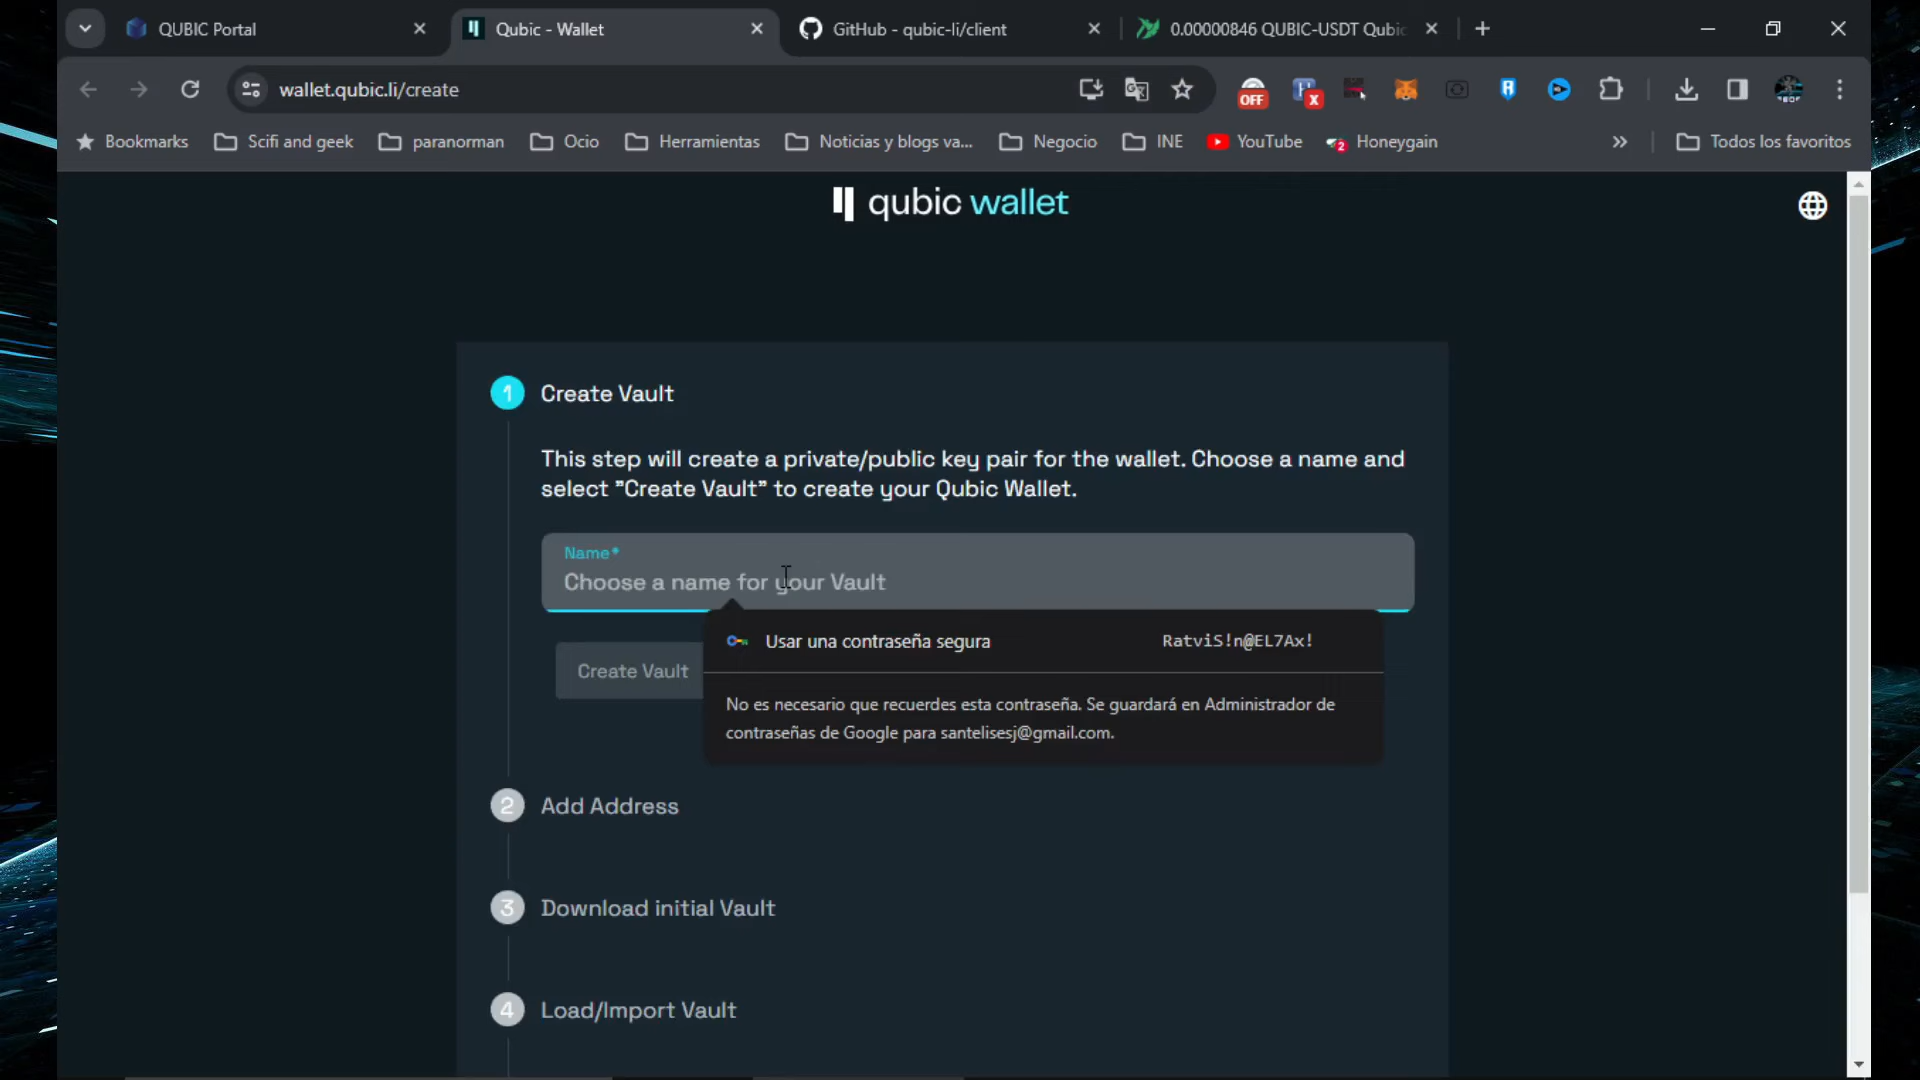 QUBIC Portal
Qubic - Wallet
GitHub - qubic-li/client
0.00000846 QUBIC-USDT Qubic
wallet.qubic.li/create
OFF
X
Bookmarks
Scifi and geek
paranorman
Ocio
Herramientas
Noticias y blogs va...
Negocio
INE
YouTube
2
Honeygain
Todos los favoritos
qubic wallet
1 Create Vault
This step will create a private/public key pair for the wallet. Choose a name and
select "Create Vault" to create your Qubic Wallet.
Name*
Choose a name for your Vault
Usar una contraseña segura RatviS!n@EL7Ax!
Create Vault
No es necesario que recuerdes esta contraseña. Se guardará en Administrador de
contraseñas de Google para santelisesj@gmail.com.
2 Add Address
3 Download initial Vault
4 Load/Import Vault